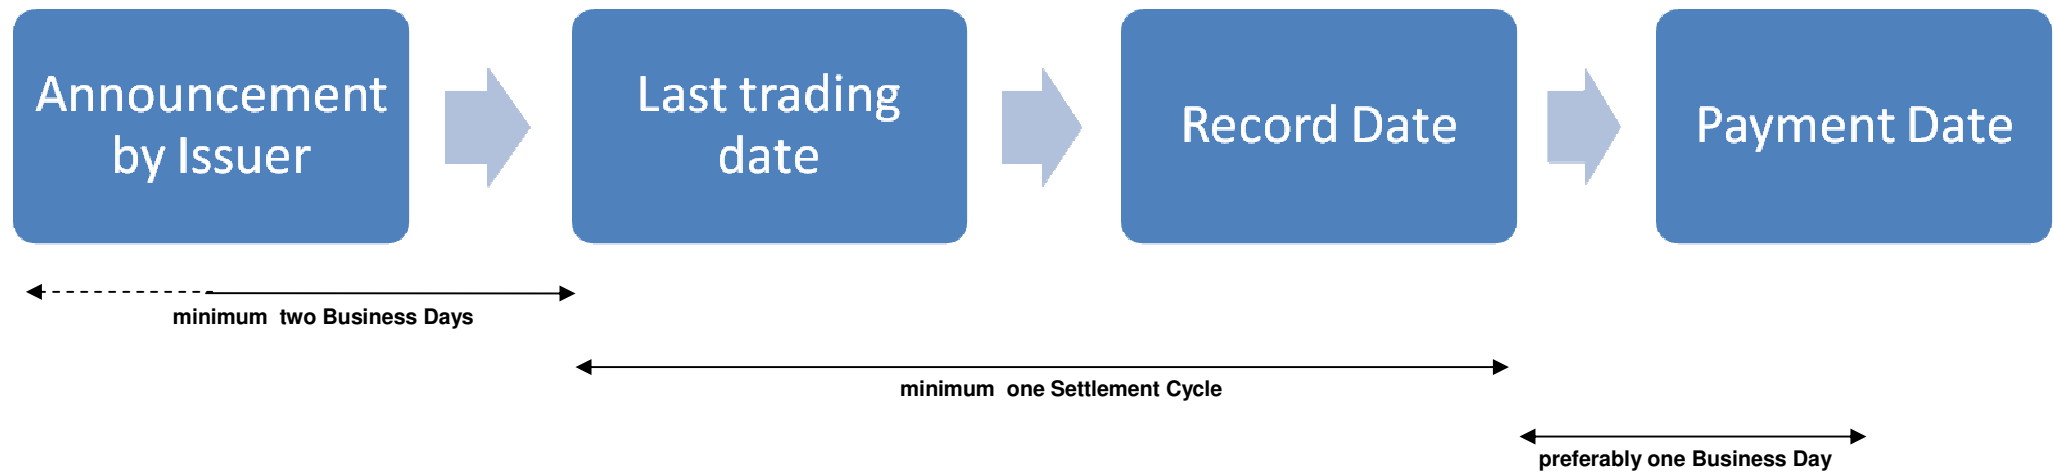 Announcement
by Issuer
Last trading
date
Record Date
Payment Date
minimum two Business Days
minimum one Settlement Cycle
preferably one Business Day